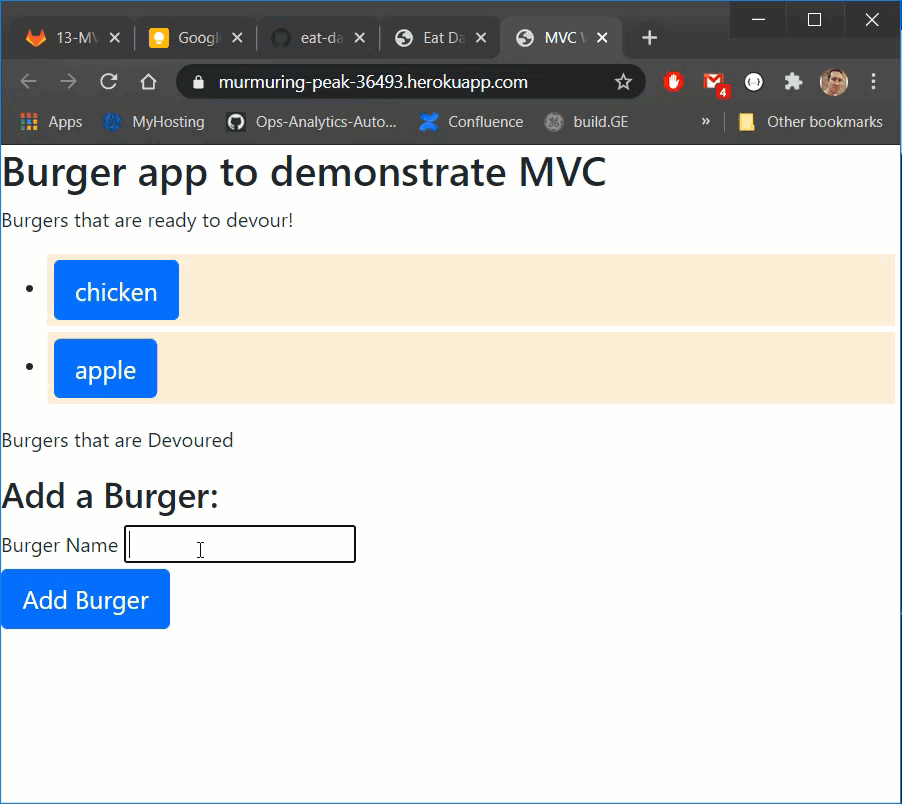 13-MV Googl eat-da Eat Da MVC
murmuring-peak-36493.herokuapp.com
4
Apps MyHosting Ops-Analytics-Auto... Confluence build.GE » Other bookmarks
Burger app to demonstrate MVC
Burgers that are ready to devour!
chicken
apple
Burgers that are Devoured
Add a Burger:
Burger Name
Add Burger